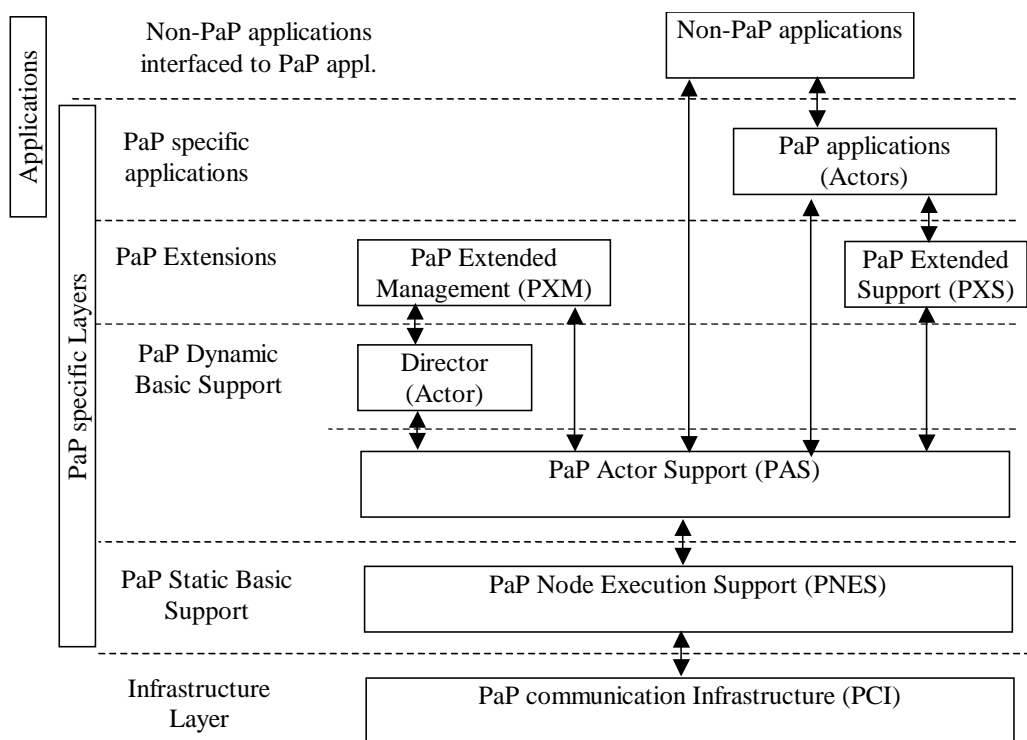 Applications
PaP specific Layers
Non-PaP applications
interfaced to PaP appl.
Non-PaP applications
PaP specific
applications
PaP applications
(Actors)
PaP Extensions
PaP Extended
Management (PXM)
PaP Extended
Support (PXS)
PaP Dynamic
Basic Support
Director
(Actor)
PaP Actor Support (PAS)
PaP Static Basic
Support
PaP Node Execution Support (PNES)
Infrastructure
Layer
PaP communication Infrastructure (PCI)